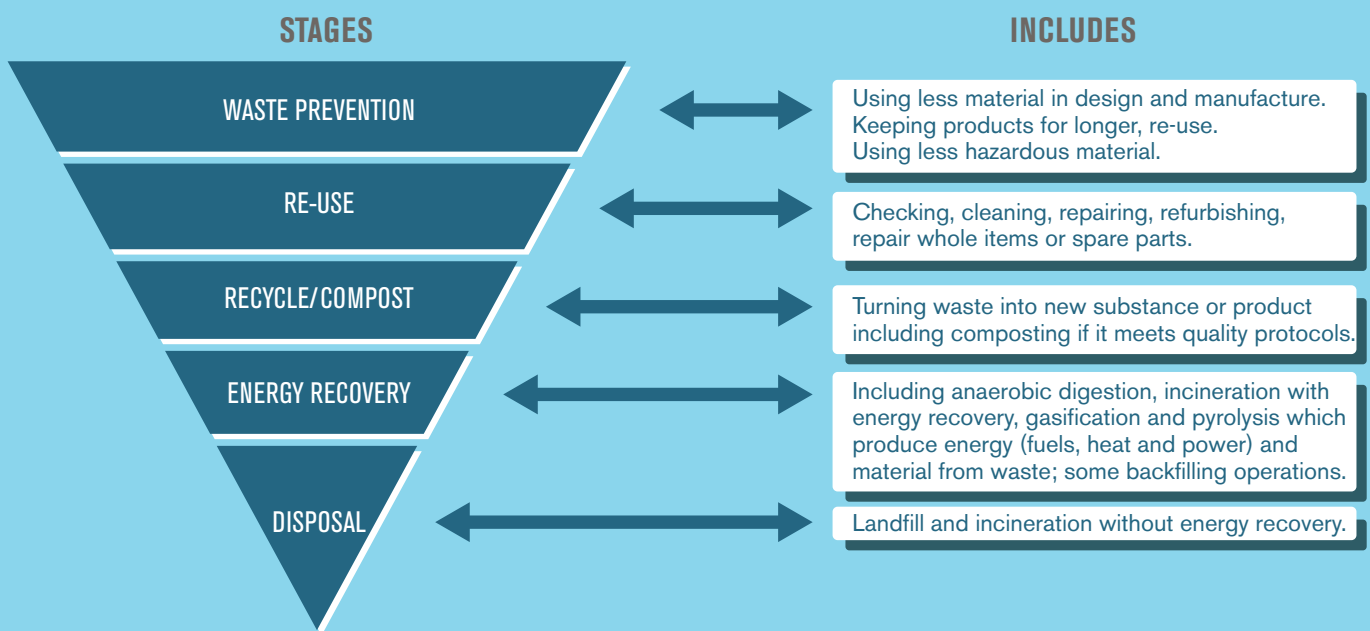 STAGES
INCLUDES
WASTE PREVENTION
Using less material in design and manufacture.
Keeping products for longer, re-use.
Using less hazardous material.
RE-USE
Checking, cleaning, repairing, refurbishing,
repair whole items or spare parts.
RECYCLE/COMPOST
Turning waste into new substance or product
including composting if it meets quality protocols.
ENERGY RECOVERY
Including anaerobic digestion, incineration with
energy recovery, gasification and pyrolysis which
produce energy (fuels, heat and power) and
material from waste; some backfilling operations.
DISPOSAL
Landfill and incineration without energy recovery.